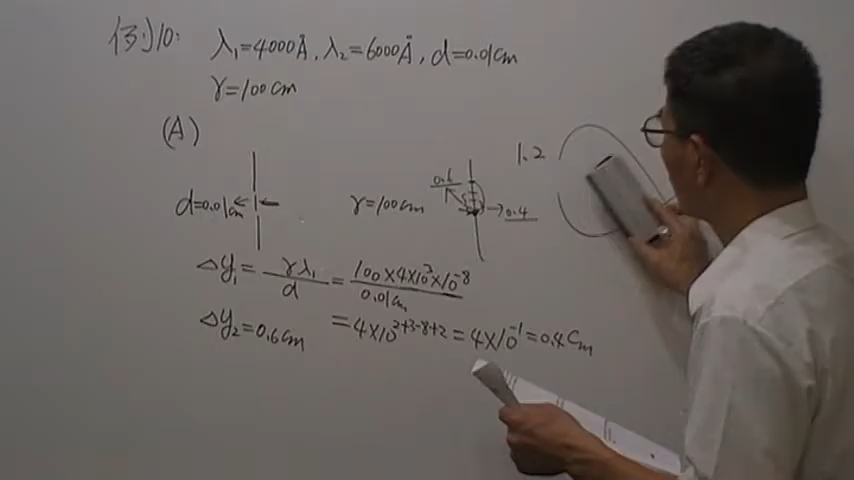 例10: λ₁=4000Å, λ₂=6000Å, d=0.01cm
r=100cm
(A)
1.2
0.6
d=0.01cm
r=100cm
0.4
Δy₁= rλ₁/d = 100×4×10³×10⁻⁸/0.01cm
=4×10²⁺³⁻⁸⁺²=4×10⁻¹=0.4cm
Δy₂=0.6cm